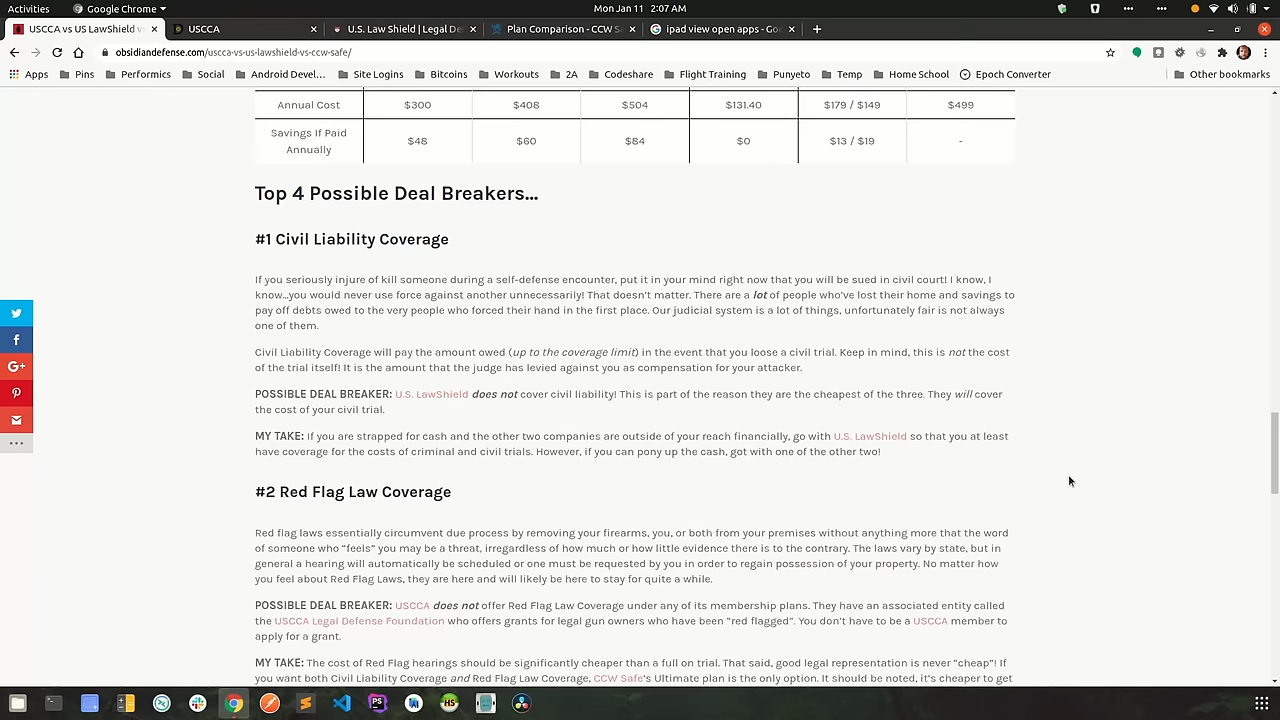 Activities
Google Chrome
Mon Jan 11 2:07 AM
USCCA vs US LawShield v
USCCA
U.S. Law Shield | Legal De
Plan Comparison - CCW S
ipad view open apps - Goo
obsidiandefense.com/uscca-vs-us-lawshield-vs-ccw-safe/
Apps Pins Performics Social Android Devel... Site Logins Bitcoins Workouts 2A Codeshare Flight Training Punyeto Temp Home School Epoch Converter Other bookmarks
Annual Cost $300 $408 $504 $131.40 $179 / $149 $499
Savings If Paid
Annually $48 $60 $84 $0 $13 / $19 -
Top 4 Possible Deal Breakers...
#1 Civil Liability Coverage
If you seriously injure of kill someone during a self-defense encounter, put it in your mind right now that you will be sued in civil court! I know, I
know...you would never use force against another unnecessarily! That doesn't matter. There are a lot of people who've lost their home and savings to
pay off debts owed to the very people who forced their hand in the first place. Our judicial system is a lot of things, unfortunately fair is not always
one of them.
Civil Liability Coverage will pay the amount owed (up to the coverage limit) in the event that you loose a civil trial. Keep in mind, this is not the cost
of the trial itself! It is the amount that the judge has levied against you as compensation for your attacker.
POSSIBLE DEAL BREAKER: U.S. LawShield does not cover civil liability! This is part of the reason they are the cheapest of the three. They will cover
the cost of your civil trial.
MY TAKE: If you are strapped for cash and the other two companies are outside of your reach financially, go with U.S. LawShield so that you at least
have coverage for the costs of criminal and civil trials. However, if you can pony up the cash, got with one of the other two!
#2 Red Flag Law Coverage
Red flag laws essentially circumvent due process by removing your firearms, you, or both from your premises without anything more that the word
of someone who "feels" you may be a threat, irregardless of how much or how little evidence there is to the contrary. The laws vary by state, but in
general a hearing will automatically be scheduled or one must be requested by you in order to regain possession of your property. No matter how
you feel about Red Flag Laws, they are here and will likely be here to stay for quite a while.
POSSIBLE DEAL BREAKER: USCCA does not offer Red Flag Law Coverage under any of its membership plans. They have an associated entity called
the USCCA Legal Defense Foundation who offers grants for legal gun owners who have been "red flagged". You don't have to be a USCCA member to
apply for a grant.
MY TAKE: The cost of Red Flag hearings should be significantly cheaper than a full on trial. That said, good legal representation is never "cheap"! If
you want both Civil Liability Coverage and Red Flag Law Coverage, CCW Safe's Ultimate plan is the only option. It should be noted, it's cheaper to get